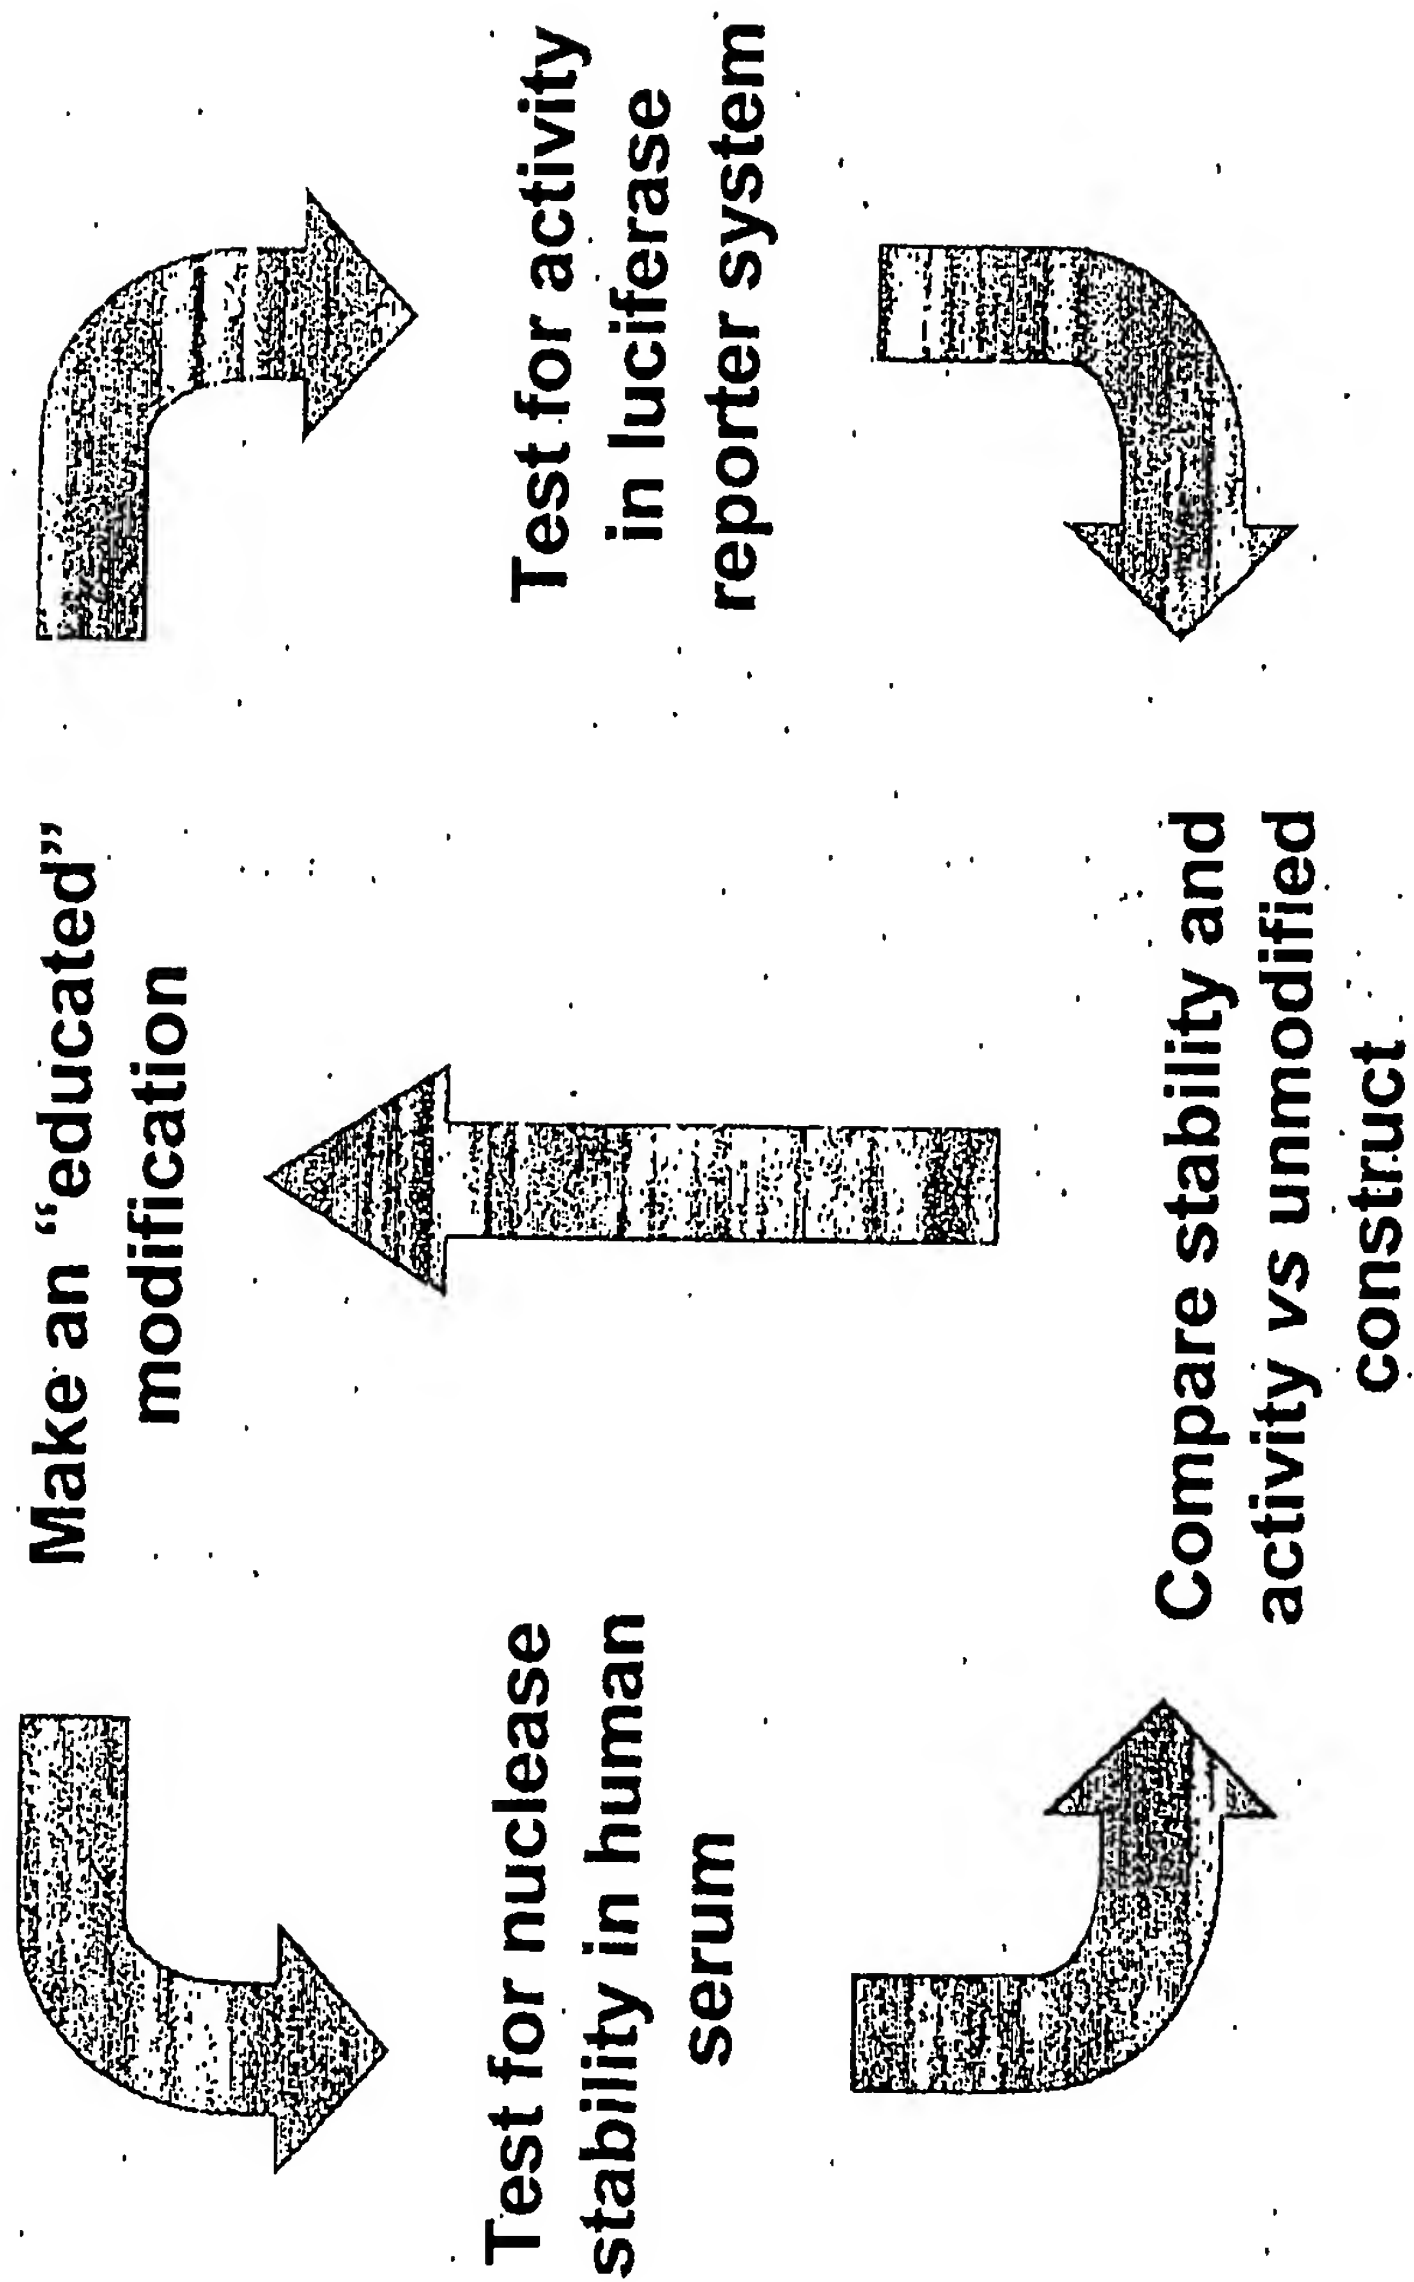 Make an “educated”
modification
Test for nuclease
stability in human
serum
Test for activity
in luciferase
reporter system
Compare stability and
activity vs unmodified
construct